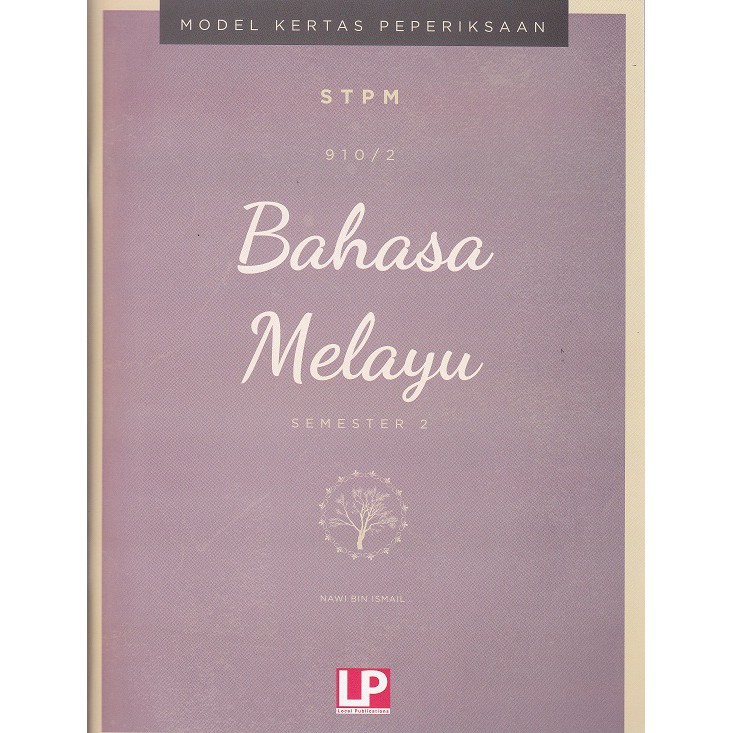 MODEL KERTAS PEPERIKSAAN
STPM
910/2
Bahasa
Melayu
SEMESTER 2
NAWI BIN ISMAIL
LP
Local Publications